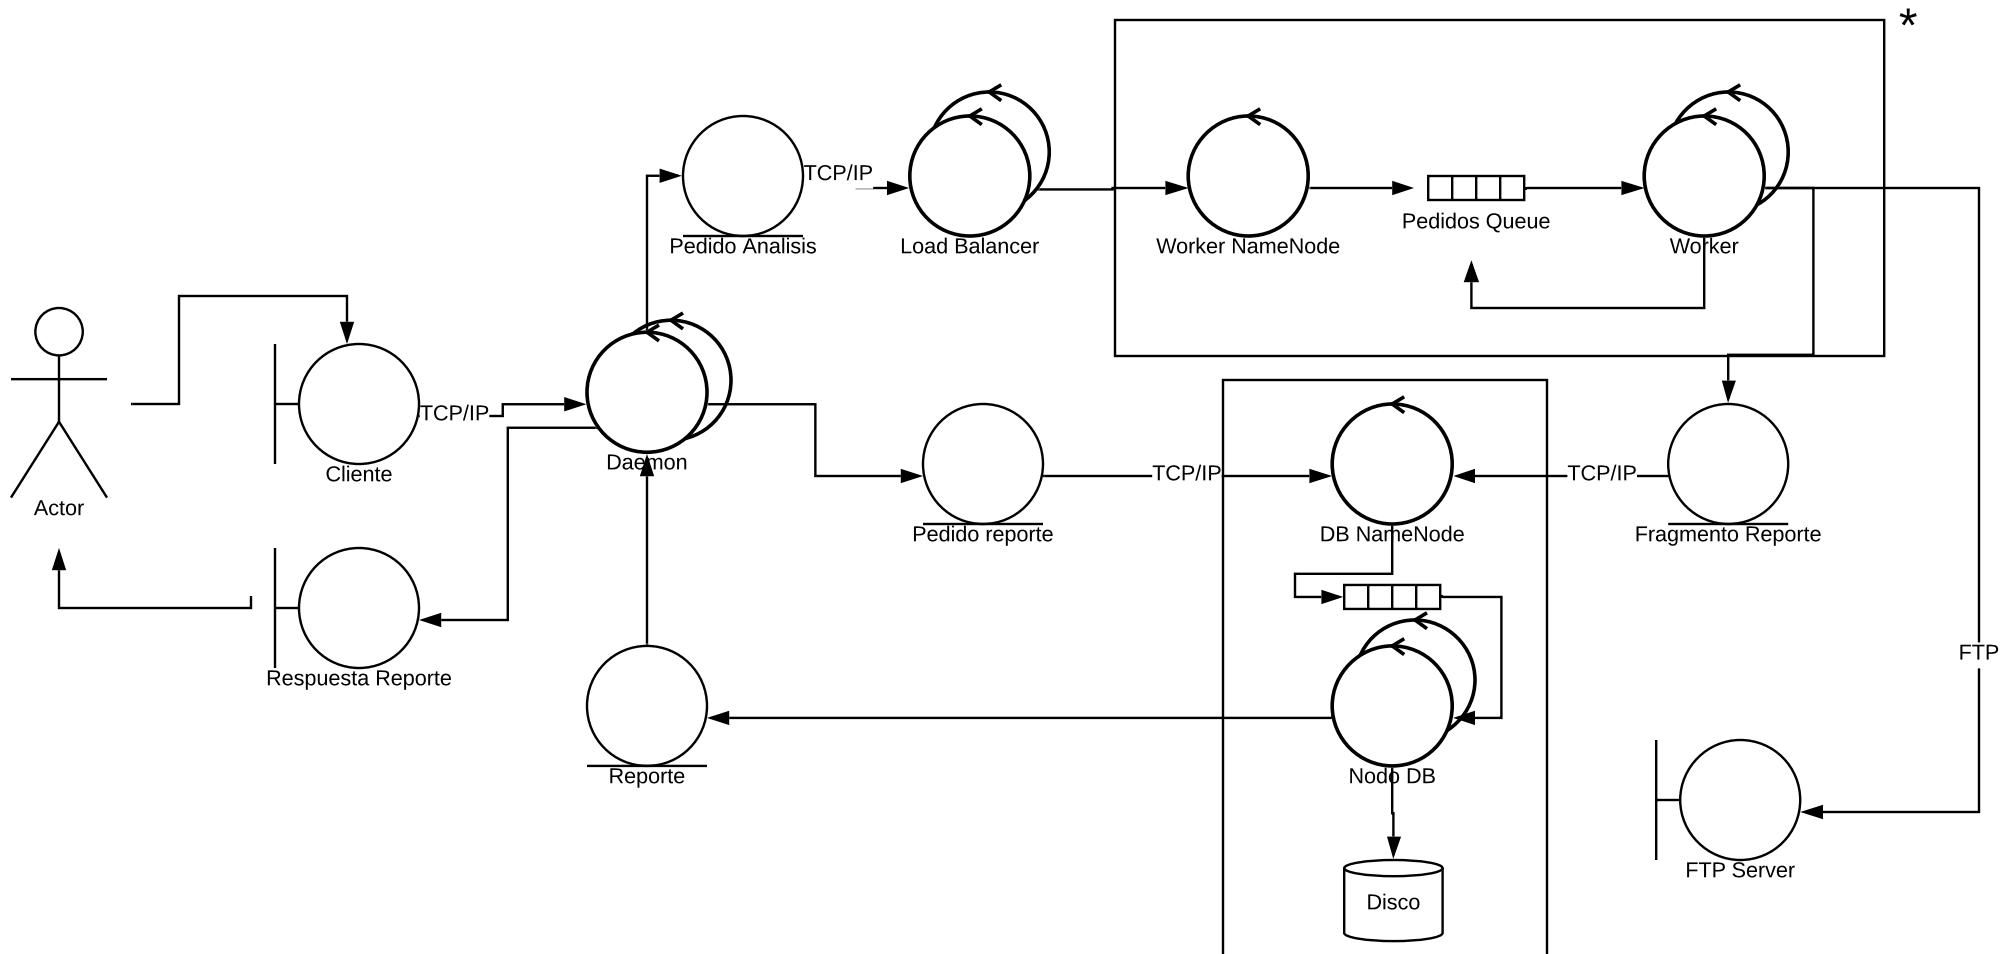 *
TCP/IP
Pedido Analisis
Load Balancer
Worker NameNode
Pedidos Queue
Worker
TCP/IP
Cliente
Daemon
Actor
TCP/IP
TCP/IP
Pedido reporte
DB NameNode
Fragmento Reporte
Respuesta Reporte
FTP
Reporte
Nodo DB
FTP Server
Disco